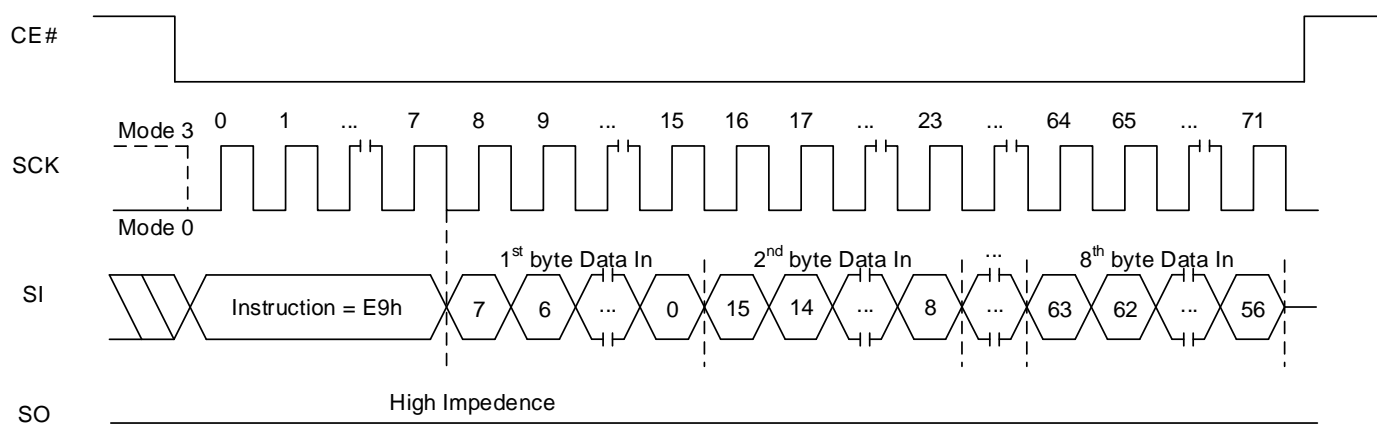 CE#
Mode 3
0 1 ... 7 8 9 ... 15 16 17 ... 23 ... 64 65 ... 71
SCK
Mode 0
1st byte Data In 2nd byte Data In ... 8th byte Data In
SI
Instruction = E9h 7 6 ... 0 15 14 ... 8 ... 63 62 ... 56
High Impedence
SO